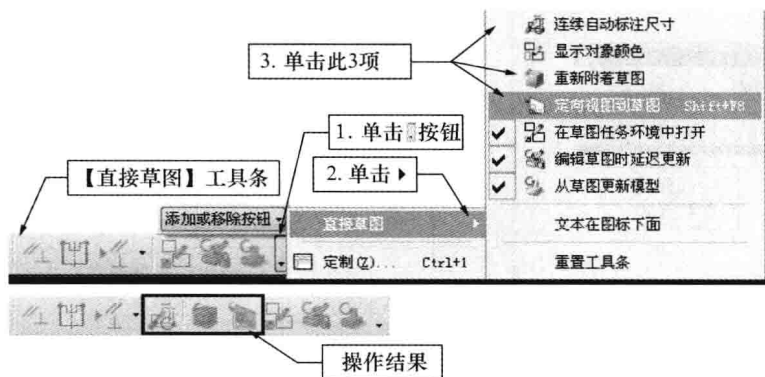 连续自动标注尺寸
显示对象颜色
重新附着草图
定向视图到草图 Shift+F8
在草图任务环境中打开
编辑草图时延迟更新
从草图更新模型
文本在图标下面
重置工具条
3. 单击此3项
1. 单击按钮
2. 单击
【直接草图】工具条
添加或移除按钮
直接草图
定制(Z)... Ctrl+1
操作结果